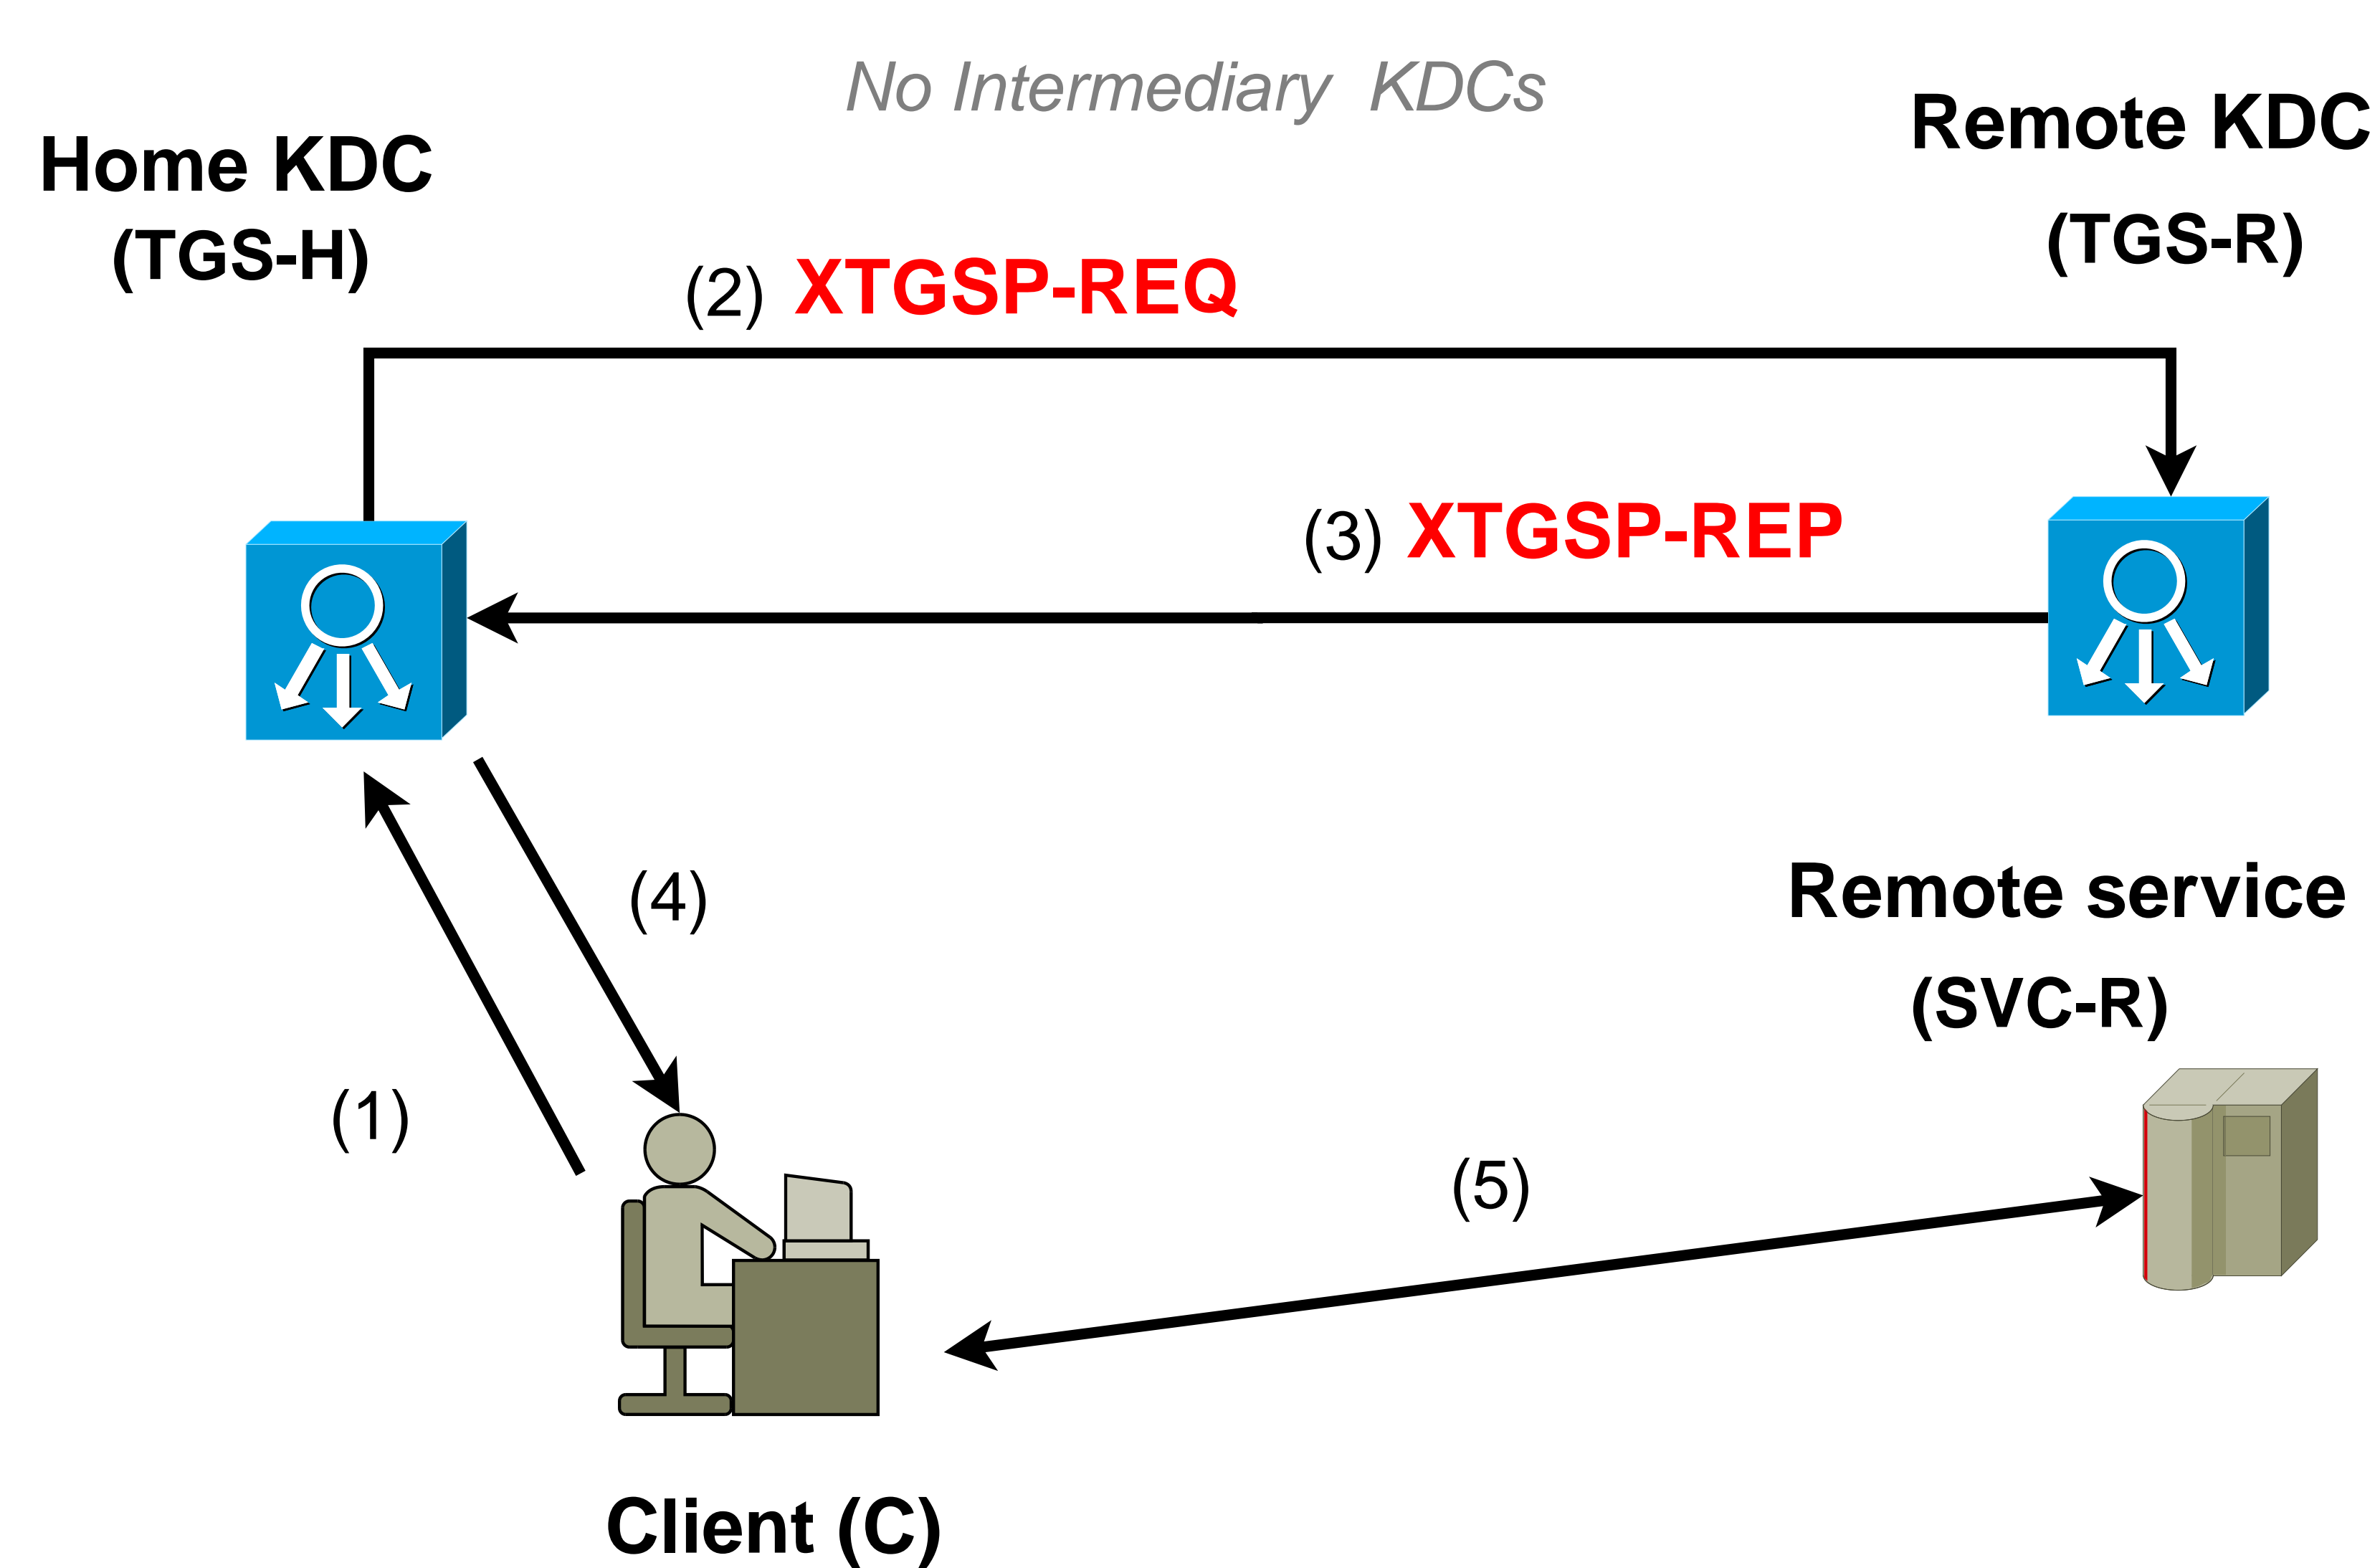 No Intermediary KDCs
Home KDC
(TGS-H)
Remote KDC
(TGS-R)
(2) XTGSP-REQ
(3) XTGSP-REP
(4)
(1)
Remote service
(SVC-R)
(5)
Client (C)